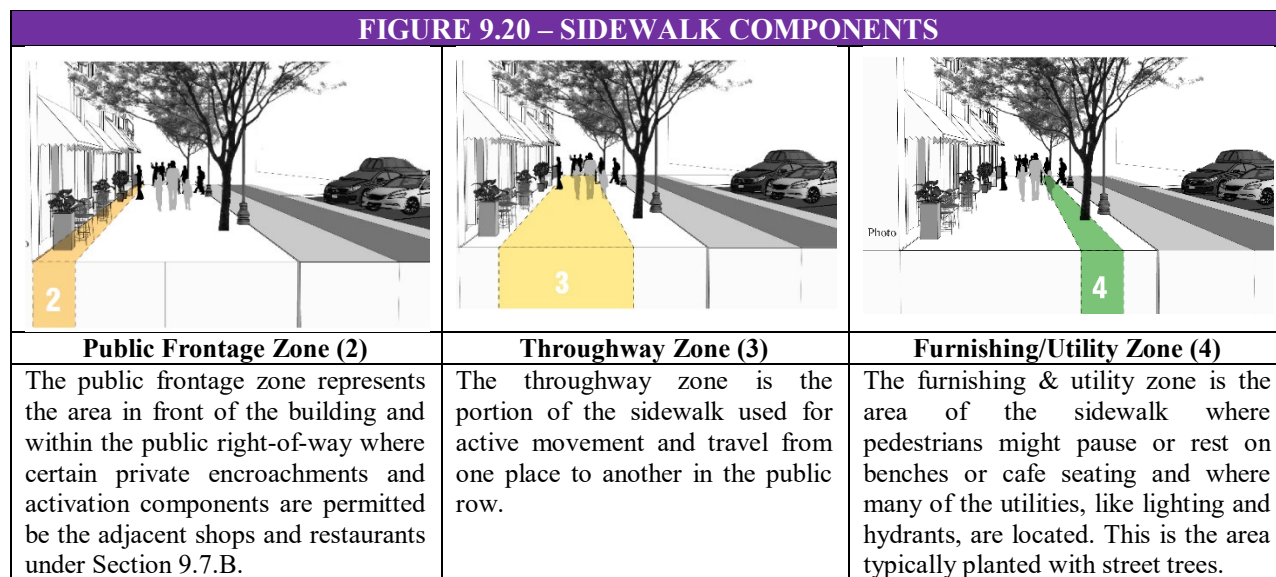 FIGURE 9.20 – SIDEWALK COMPONENTS
2
3
Photo
4
Public Frontage Zone (2)
The public frontage zone represents
the area in front of the building and
within the public right-of-way where
certain private encroachments and
activation components are permitted
be the adjacent shops and restaurants
under Section 9.7.B.
Throughway Zone (3)
The throughway zone is the
portion of the sidewalk used for
active movement and travel from
one place to another in the public
row.
Furnishing/Utility Zone (4)
The furnishing & utility zone is the
area of the sidewalk where
pedestrians might pause or rest on
benches or cafe seating and where
many of the utilities, like lighting and
hydrants, are located. This is the area
typically planted with street trees.